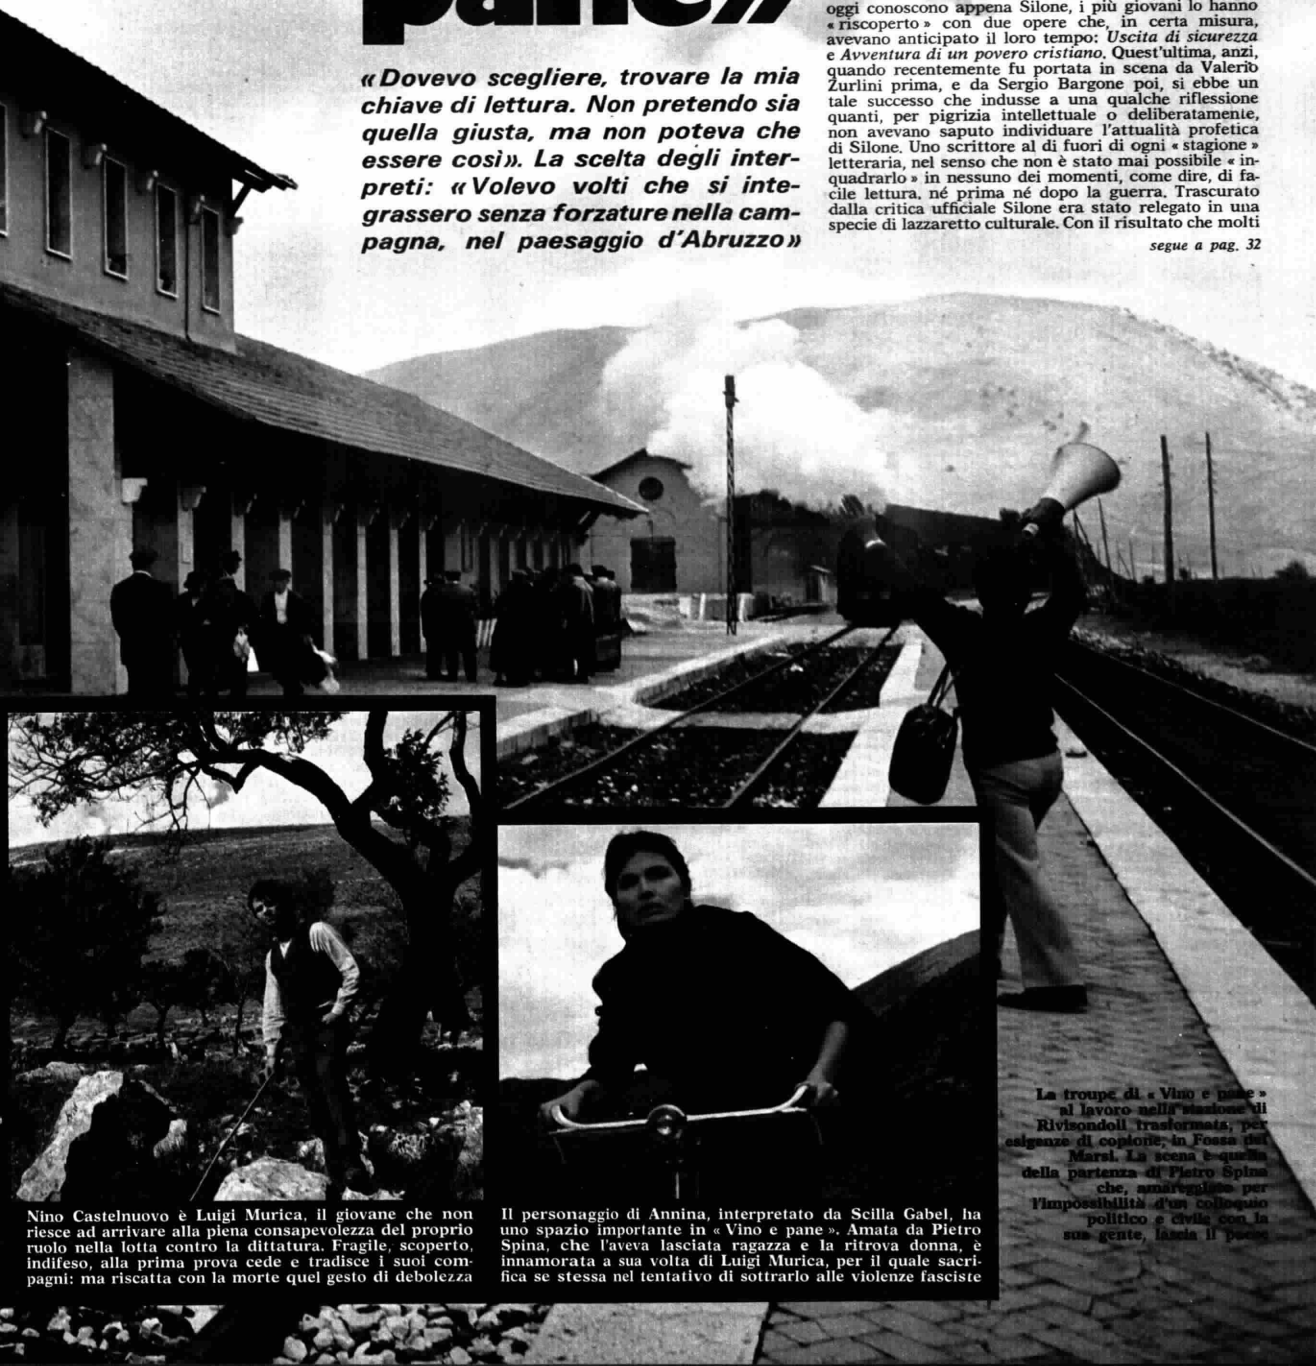 pane»
«Dovevo scegliere, trovare la mia
chiave di lettura. Non pretendo sia
quella giusta, ma non poteva che
essere così». La scelta degli inter-
preti: «Volevo volti che si inte-
grassero senza forzature nella cam-
pagna, nel paesaggio d'Abruzzo»
oggi conoscono appena Silone, i più giovani lo hanno
«riscoperto» con due opere che, in certa misura,
avevano anticipato il loro tempo: Uscita di sicurezza
e Avventura di un povero cristiano. Quest'ultima, anzi,
quando recentemente fu portata in scena da Valerio
Zurlini prima, e da Sergio Bargone poi, si ebbe un
tale successo che indusse a una qualche riflessione
quanti, per pigrizia intellettuale o deliberatamente,
non avevano saputo individuare l'attualità profetica
di Silone. Uno scrittore al di fuori di ogni «stagione»
letteraria, nel senso che non è stato mai possibile «in-
quadrarlo» in nessuno dei momenti, come dire, di fa-
cile lettura, né prima né dopo la guerra. Trascurato
dalla critica ufficiale Silone era stato relegato in una
specie di lazzaretto culturale. Con il risultato che molti
segue a pag. 32
Nino Castelnuovo è Luigi Murica, il giovane che non
riesce ad arrivare alla piena consapevolezza del proprio
ruolo nella lotta contro la dittatura. Fragile, scoperto,
indifeso, alla prima prova cede e tradisce i suoi com-
pagni: ma riscatta con la morte quel gesto di debolezza
Il personaggio di Annina, interpretato da Scilla Gabel, ha
uno spazio importante in «Vino e pane». Amata da Pietro
Spina, che l'aveva lasciata ragazza e la ritrova donna, è
innamorata a sua volta di Luigi Murica, per il quale sacri-
fica se stessa nel tentativo di sottrarlo alle violenze fasciste
La troupe di «Vino e pane»
al lavoro nella stazione di
Rivisondoli trasformata, per
esigenze di copione, in Fossa dei
Marsi. La scena è quella
della partenza di Pietro Spina
che, amareggiato per
l'impossibilità d'un colloquio
politico e civile con la
sua gente, lascia il paese